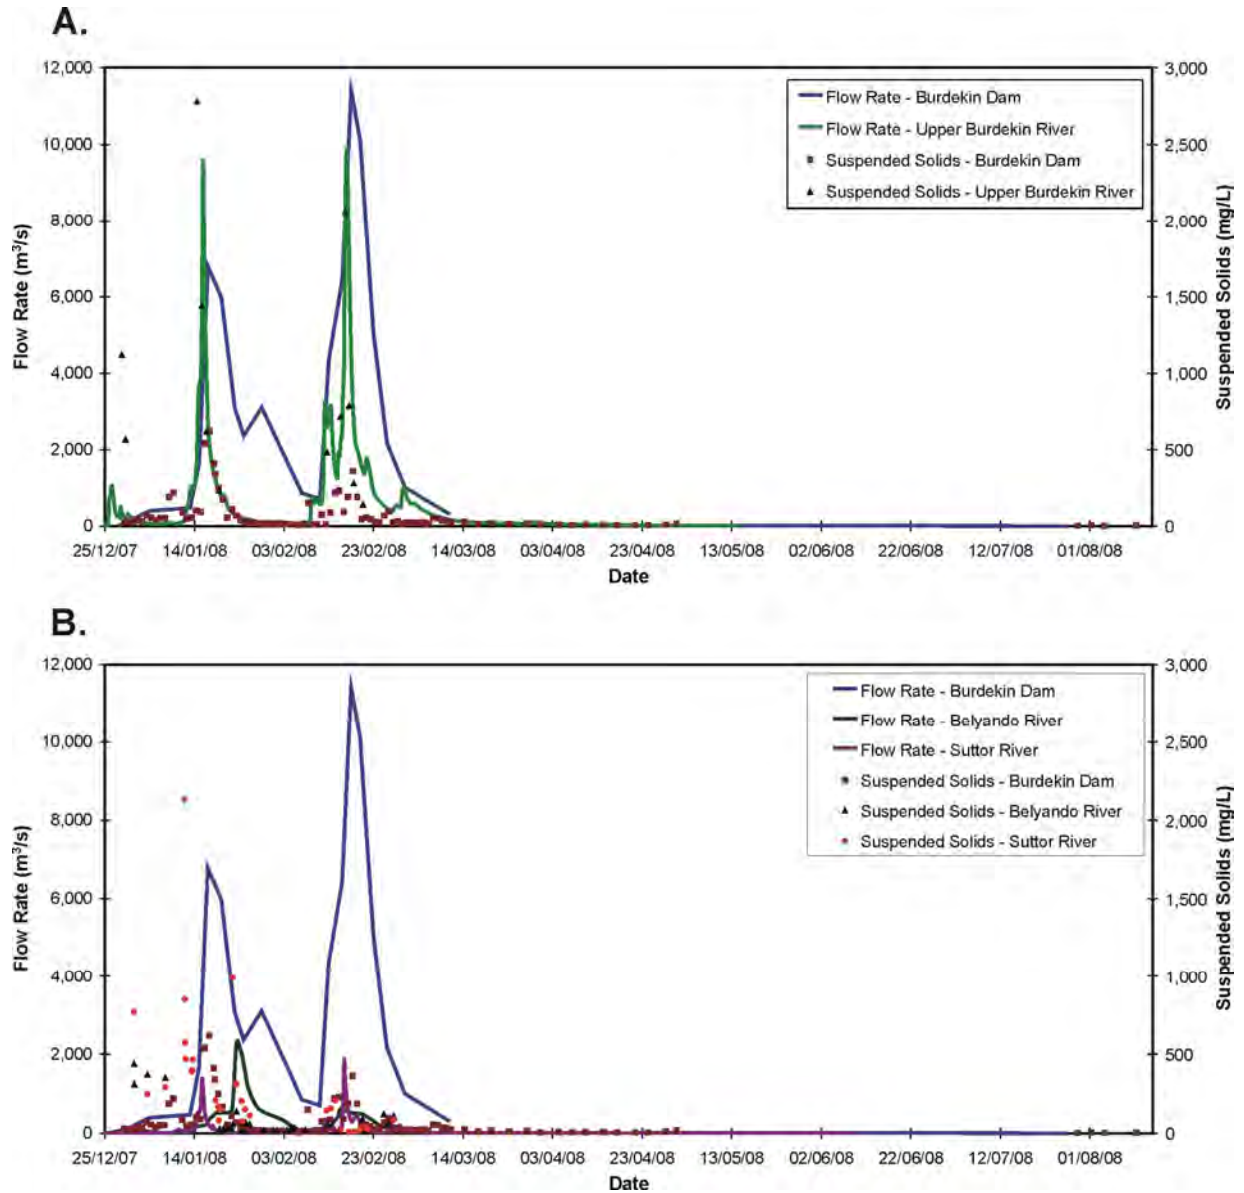 A.
12,000
10,000
8,000
6,000
4,000
2,000
0
Flow Rate (m³/s)
3,000
2,500
2,000
1,500
1,000
500
0
Suspended Solids (mg/L)
Flow Rate - Burdekin Dam
Flow Rate - Upper Burdekin River
Suspended Solids - Burdekin Dam
Suspended Solids - Upper Burdekin River
25/12/07 14/01/08 03/02/08 23/02/08 14/03/08 03/04/08 23/04/08 13/05/08 02/06/08 22/06/08 12/07/08 01/08/08
Date
B.
12,000
10,000
8,000
6,000
4,000
2,000
0
Flow Rate (m³/s)
3,000
2,500
2,000
1,500
1,000
500
0
Suspended Solids (mg/L)
Flow Rate - Burdekin Dam
Flow Rate - Belyando River
Flow Rate - Suttor River
Suspended Solids - Burdekin Dam
Suspended Solids - Belyando River
Suspended Solids - Suttor River
25/12/07 14/01/08 03/02/08 23/02/08 14/03/08 03/04/08 23/04/08 13/05/08 02/06/08 22/06/08 12/07/08 01/08/08
Date